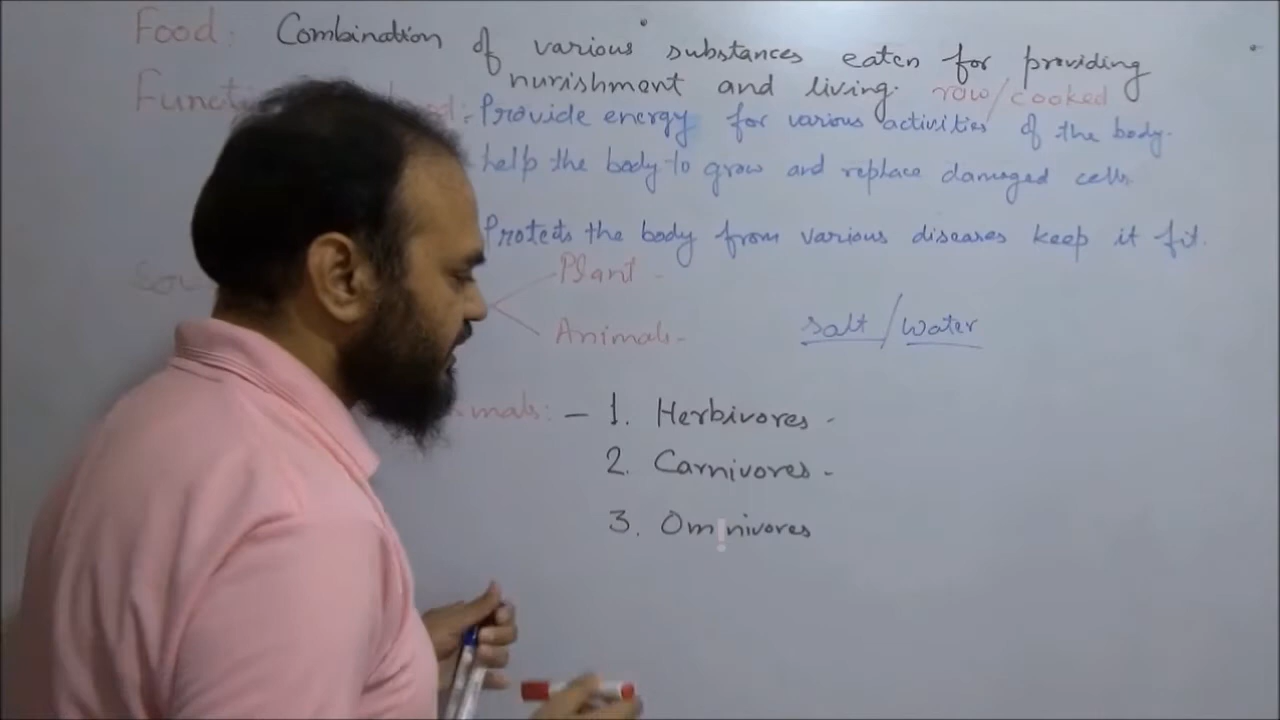 Food: Combination of various substances eaten for providing
nurishment and living. row/cooked
Provide energy for various activities of the body.
help the body to grow and replace damaged cells
Protects the body from various diseases keep it fit.
Plant -
Animals -
salt / water
- 1. Herbivores -
2. Carnivores -
3. Omnivores